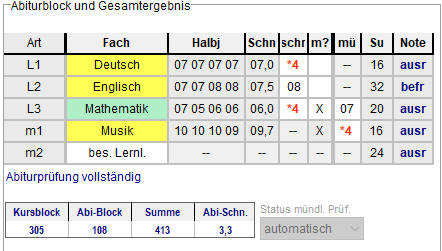 Abiturblock und Gesamtergebnis
Art Fach Halbj Schn schr m? mü Su Note
L1 Deutsch 07 07 07 07 07,0 *4 -- 16 ausr
L2 Englisch 07 07 08 08 07,5 08 -- 32 befr
L3 Mathematik 07 05 06 06 06,0 *4 X 07 20 ausr
m1 Musik 10 10 10 09 09,7 -- X *4 16 ausr
m2 bes. Lernl. -- -- -- -- 24 ausr
Abiturprüfung vollständig
Kursblock Abi-Block Summe Abi-Schn. Status mündl. Prüf.
305 108 413 3,3 automatisch